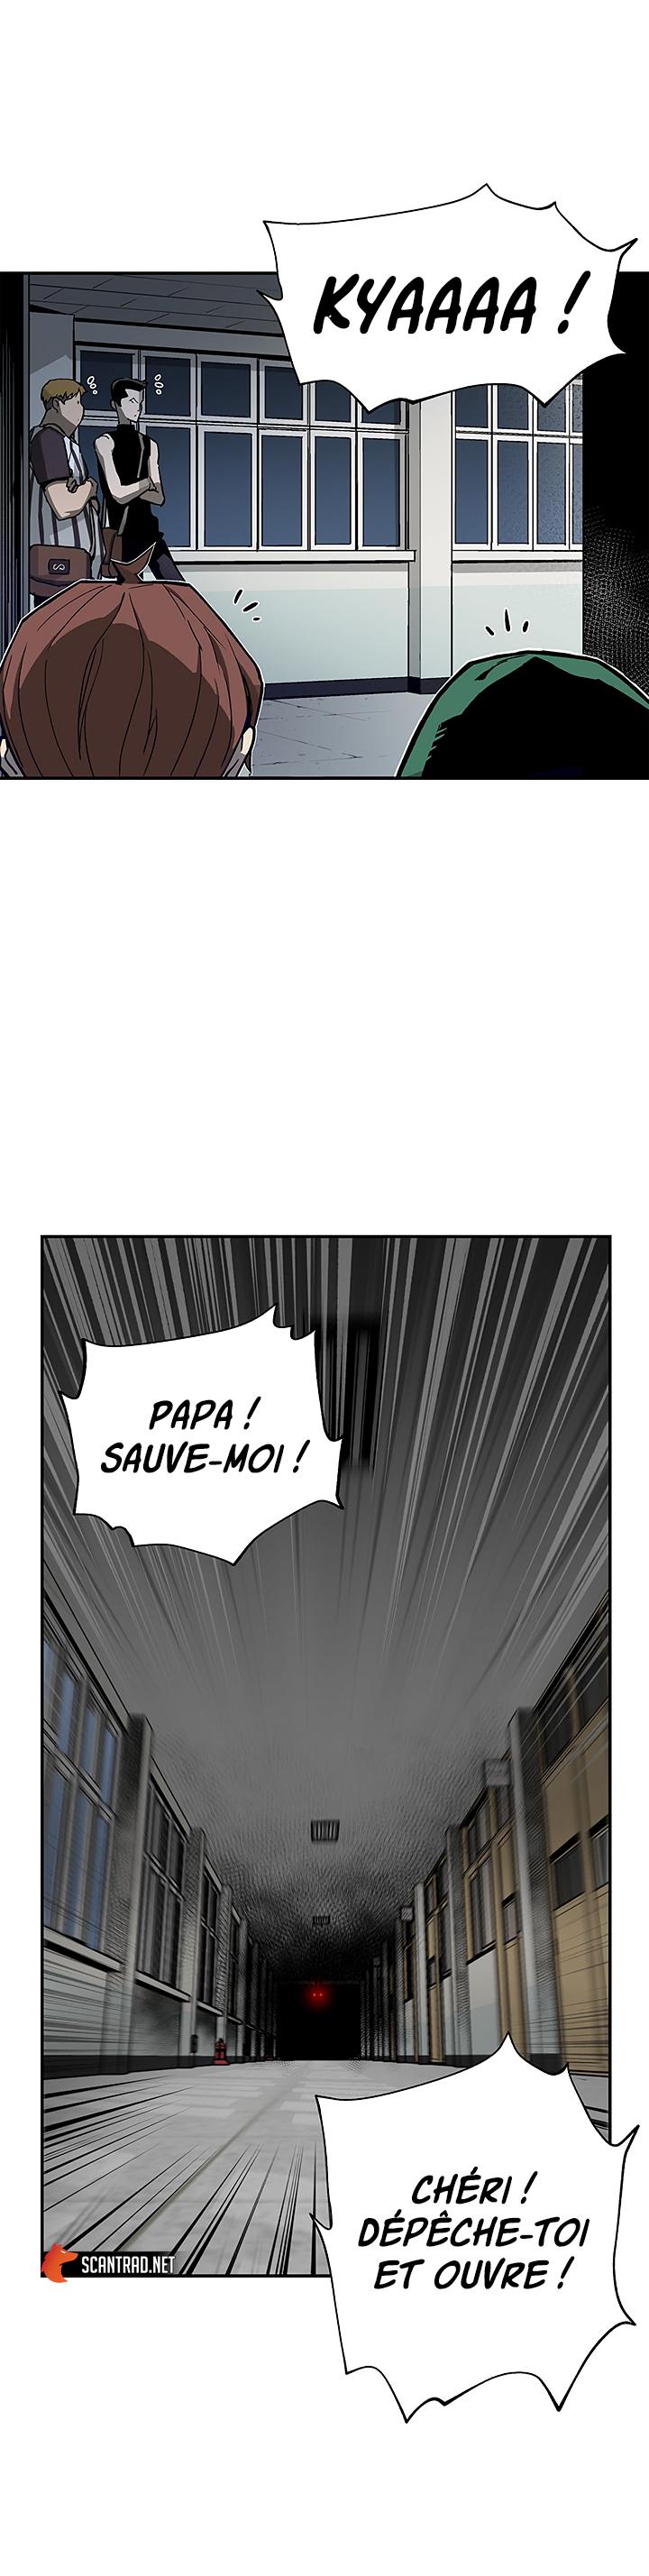 KYAAAA !
PAPA !
SAUVE-MOI !
CHÉRI !
DÉPÊCHE-TOI
ET OUVRE !
SCANTRAD.NET